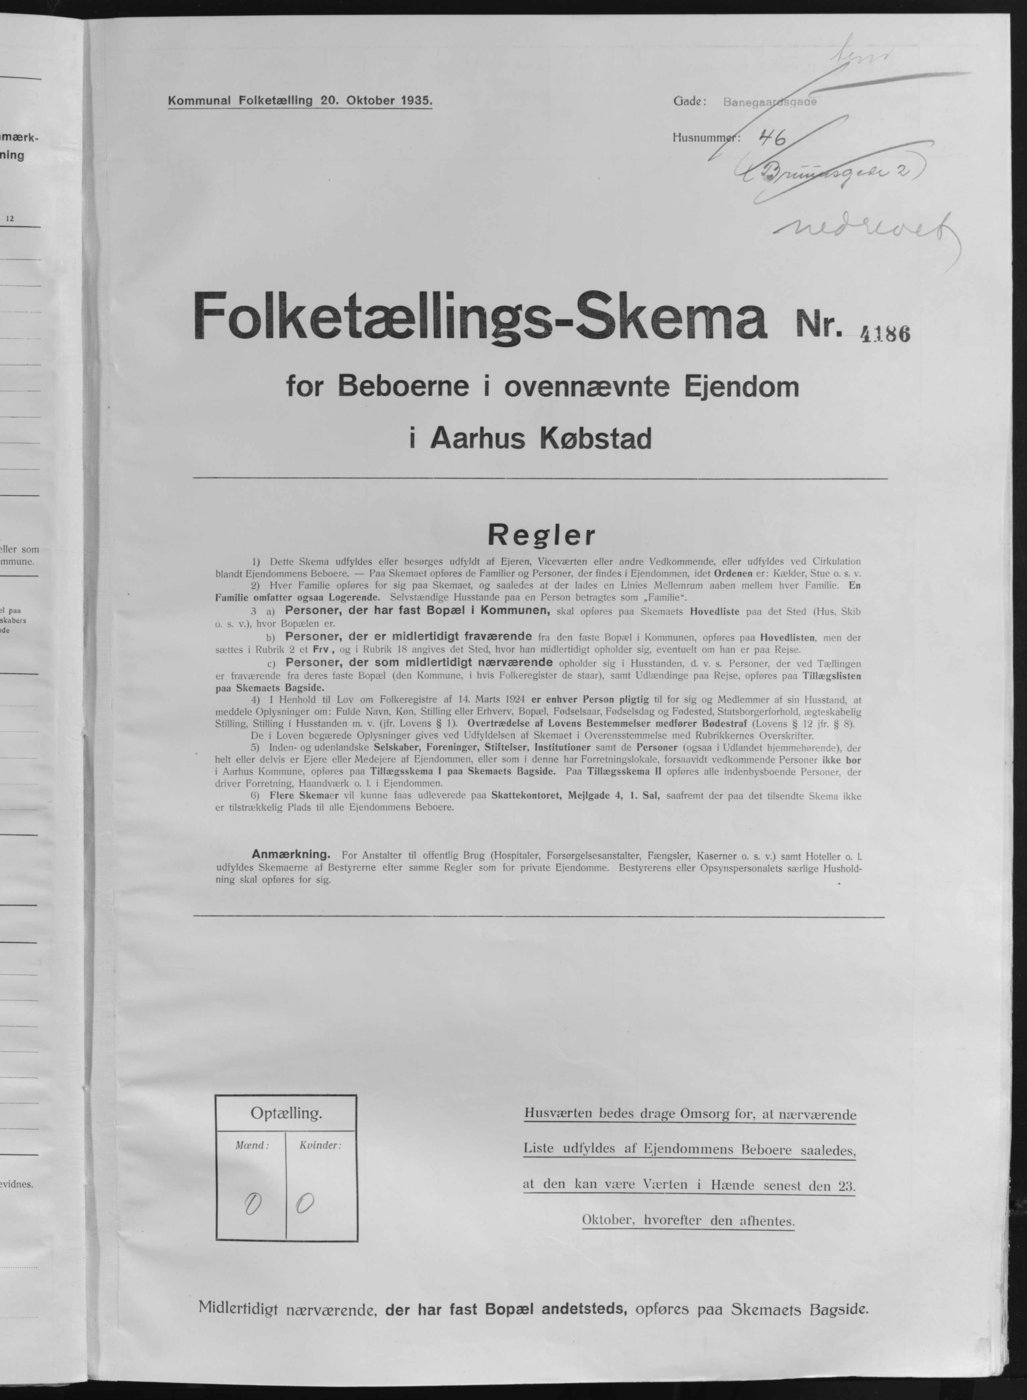 Kommunal Folketælling 20. Oktober 1935.
Gade: Banegaardsgade
Husnummer: 46
(Bruunsgade 2)
nedrevet
mærk-
ning
12
eller som
mmune.
el paa
skabers
de
evidnes.
Folketællings-Skema Nr. 4186
for Beboerne i ovennævnte Ejendom
i Aarhus Købstad
Regler
1) Dette Skema udfyldes eller besørges udfyldt af Ejeren, Viceværten eller andre Vedkommende, eller udfyldes ved Cirkulation
blandt Ejendommens Beboere. — Paa Skemaet opføres de Familier og Personer, der findes i Ejendommen, idet Ordenen er: Kælder, Stue o. s. v.
2) Hver Familie opføres for sig paa Skemaet, og saaledes at der lades en Linies Mellemrum aaben mellem hver Familie. En
Familie omfatter ogsaa Logerende. Selvstændige Husstande paa en Person betragtes som „Familie“.
3 a) Personer, der har fast Bopæl i Kommunen, skal opføres paa Skemaets Hovedliste paa det Sted (Hus, Skib
o. s. v.), hvor Bopælen er.
b) Personer, der er midlertidigt fraværende fra den faste Bopæl i Kommunen, opføres paa Hovedlisten, men der
sættes i Rubrik 2 et Frv., og i Rubrik 18 angives det Sted, hvor han midlertidigt opholder sig, eventuelt om han er paa Rejse.
c) Personer, der som midlertidigt nærværende opholder sig i Husstanden, d. v. s. Personer, der ved Tællingen
er fraværende fra deres faste Bopæl (den Kommune, i hvis Folkeregister de staar), samt Udlændinge paa Rejse, opføres paa Tillægslisten
paa Skemaets Bagside.
4) I Henhold til Lov om Folkeregistre af 14. Marts 1924 er enhver Person pligtig til for sig og Medlemmer af sin Husstand, at
meddele Oplysninger om: Fulde Navn, Køn, Stilling eller Erhverv, Bopæl, Fødselsaar, Fødselsdag og Fødested, Statsborgerforhold, ægteskabelig
Stilling, Stilling i Husstanden m. v. (jfr. Lovens § 1). Overtrædelse af Lovens Bestemmelser medfører Bødestraf (Lovens § 12 jfr. § 8).
De i Loven begærede Oplysninger gives ved Udfyldelsen af Skemaet i Overensstemmelse med Rubrikkernes Overskrifter.
5) Inden- og udenlandske Selskaber, Foreninger, Stiftelser, Institutioner samt de Personer (ogsaa i Udlandet hjemmehørende), der
helt eller delvis er Ejere eller Medejere af Ejendommen, eller som i denne har Forretningslokale, forsaavidt vedkommende Personer ikke bor
i Aarhus Kommune, opføres paa Tillægsskema I paa Skemaets Bagside. Paa Tillægsskema II opføres alle indenbysboende Personer, der
driver Forretning, Haandværk o. l. i Ejendommen.
6) Flere Skemaer vil kunne faas udleverede paa Skattekontoret, Mejlgade 4, 1. Sal, saafremt der paa det tilsendte Skema ikke
er tilstrækkelig Plads til alle Ejendommens Beboere.
Anmærkning. For Anstalter til offentlig Brug (Hospitaler, Forsørgelsesanstalter, Fængsler, Kaserner o. s. v.) samt Hoteller o. l.
udfyldes Skemaerne af Bestyrerne efter samme Regler som for private Ejendomme. Bestyrerens eller Opsynspersonalets særlige Hushold-
ning skal opføres for sig.
Optælling.
Mænd: Kvinder:
0 0
Husværten bedes drage Omsorg for, at nærværende
Liste udfyldes af Ejendommens Beboere saaledes,
at den kan være Værten i Hænde senest den 23.
Oktober, hvorefter den afhentes.
Midlertidigt nærværende, der har fast Bopæl andetsteds, opføres paa Skemaets Bagside.